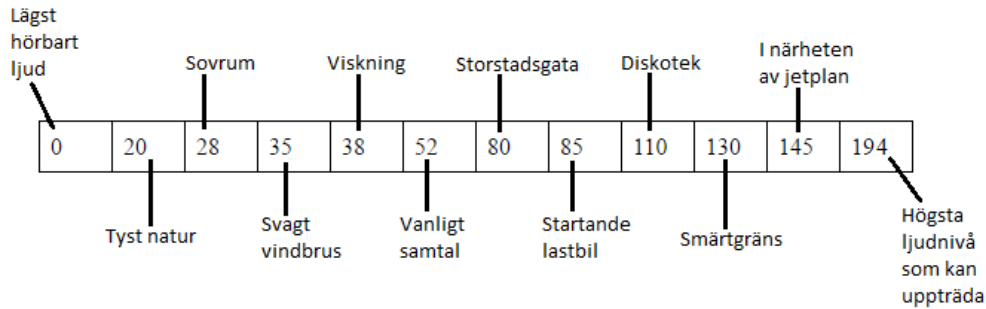 Lägst
hörbart
ljud
Sovrum
Viskning
Storstadsgata
Diskotek
I närheten
av jetplan
0 20 28 35 38 52 80 85 110 130 145 194
Tyst natur
Svagt
vindbrus
Vanligt
samtal
Startande
lastbil
Smärtgräns
Högsta
ljudnivå
som kan
uppträda